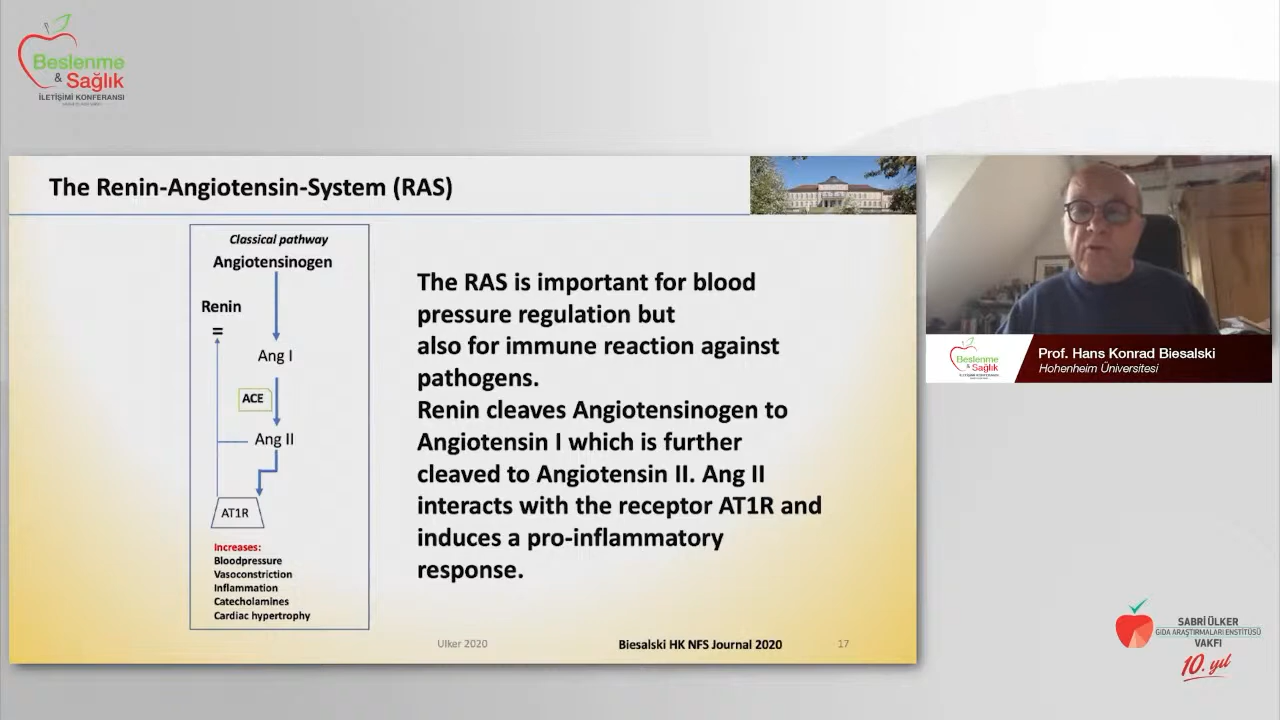 Beslenme
& Sağlık
İLETİŞİMİ KONFERANSI
The Renin-Angiotensin-System (RAS)
Classical pathway
Angiotensinogen
Renin
=
Ang I
ACE
Ang II
AT1R
Increases:
Bloodpressure
Vasoconstriction
Inflammation
Catecholamines
Cardiac hypertrophy
The RAS is important for blood
pressure regulation but
also for immune reaction against
pathogens.
Renin cleaves Angiotensinogen to
Angiotensin I which is further
cleaved to Angiotensin II. Ang II
interacts with the receptor AT1R and
induces a pro-inflammatory
response.
Ulker 2020
Biesalski HK NFS Journal 2020
17
Beslenme
& Sağlık
İLETİŞİMİ KONFERANSI
Prof. Hans Konrad Biesalski
Hohenheim Üniversitesi
SABRİ ÜLKER
GIDA ARAŞTIRMALARI ENSTİTÜSÜ
VAKFI
10. yıl